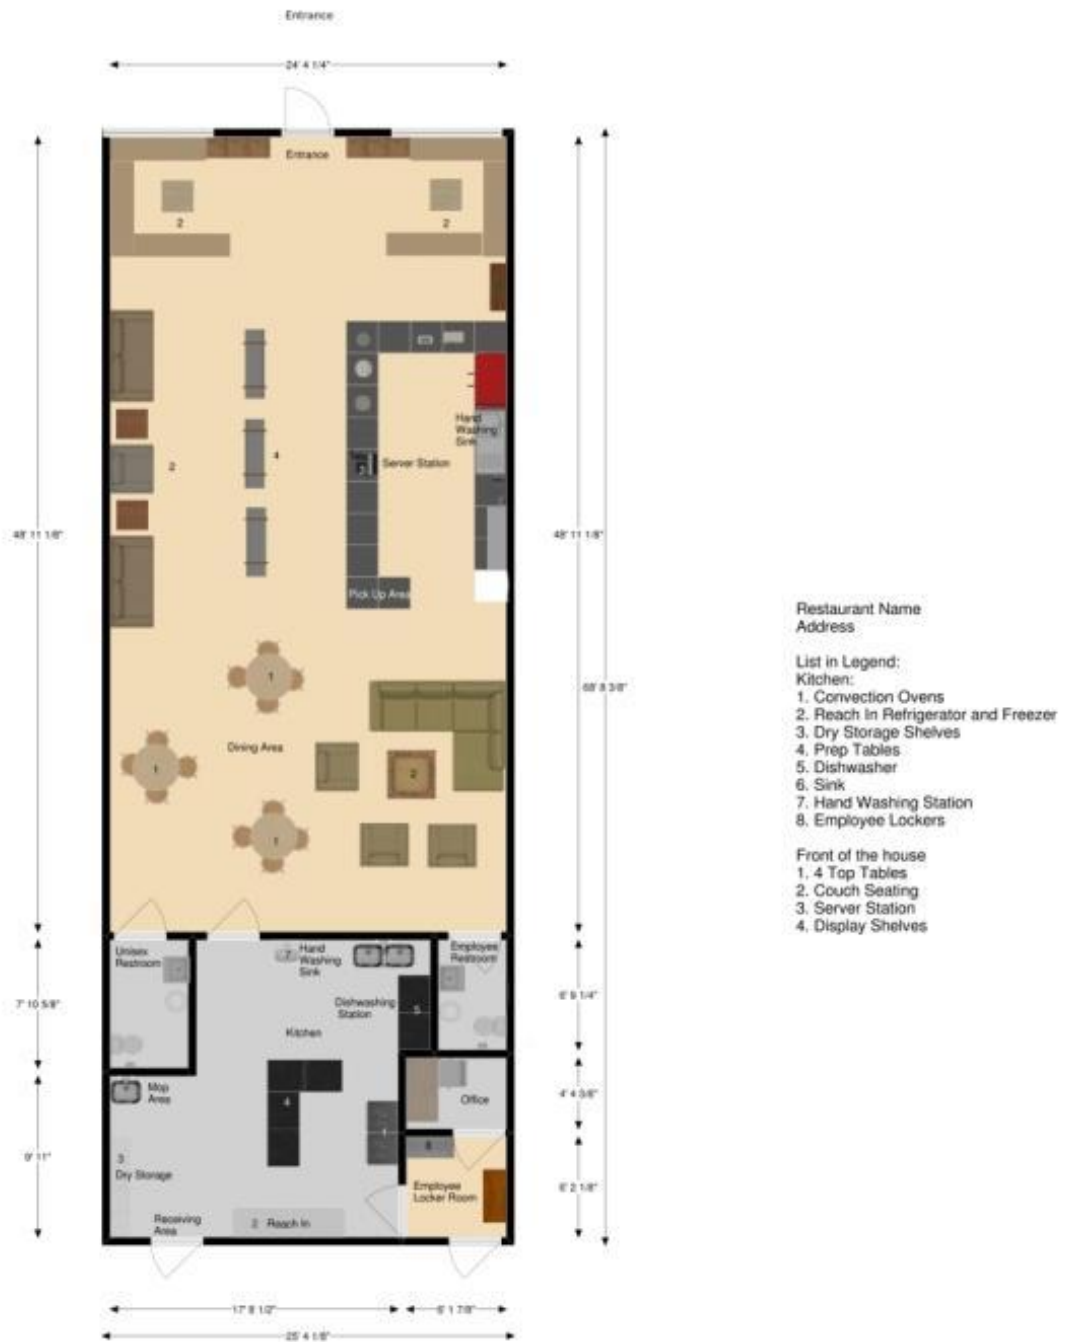 Entrance
24' 4 1/4"
Entrance
2
2
Hand
Washing
Sink
4
2
Server Station
3
48' 11 1/8"
48' 11 1/8"
Pick Up Area
Restaurant Name
Address
List in Legend:
Kitchen:
1. Convection Ovens
2. Reach In Refrigerator and Freezer
3. Dry Storage Shelves
4. Prep Tables
5. Dishwasher
6. Sink
7. Hand Washing Station
8. Employee Lockers
Front of the house
1. 4 Top Tables
2. Couch Seating
3. Server Station
4. Display Shelves
1
68' 8 3/8"
Dining Area
1
2
1
Unisex
Restroom
7
Hand
Washing
Sink
Employee
Restroom
7' 10 5/8"
Dishwashing
Station
5
6' 9 1/4"
Kitchen
Mop
Area
4
Office
4' 4 3/8"
1
8
9' 11"
3
Dry Storage
Employee
Locker Room
6' 2 1/8"
Receiving
Area
2 Reach In
17' 8 1/2"
6' 1 7/8"
25' 4 1/8"